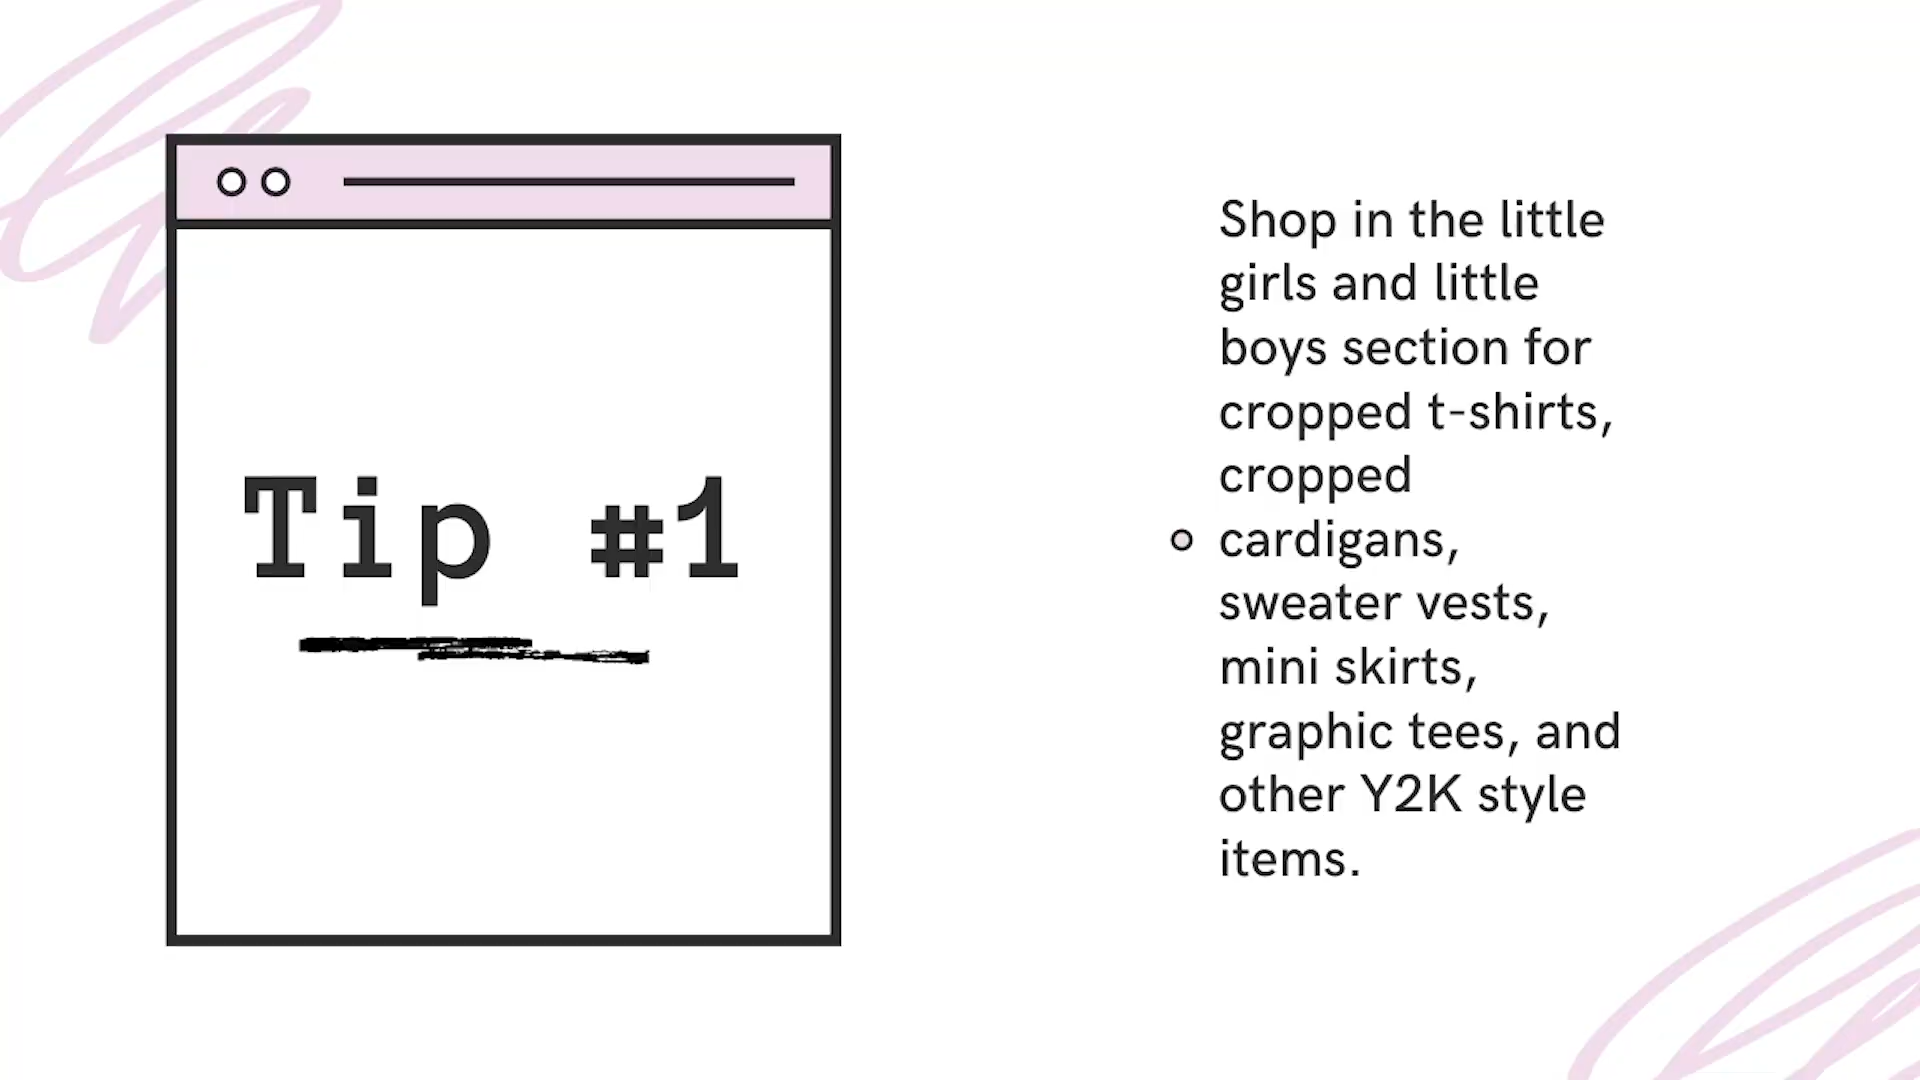 Tip #1
Shop in the little
girls and little
boys section for
cropped t-shirts,
cropped
cardigans,
sweater vests,
mini skirts,
graphic tees, and
other Y2K style
items.